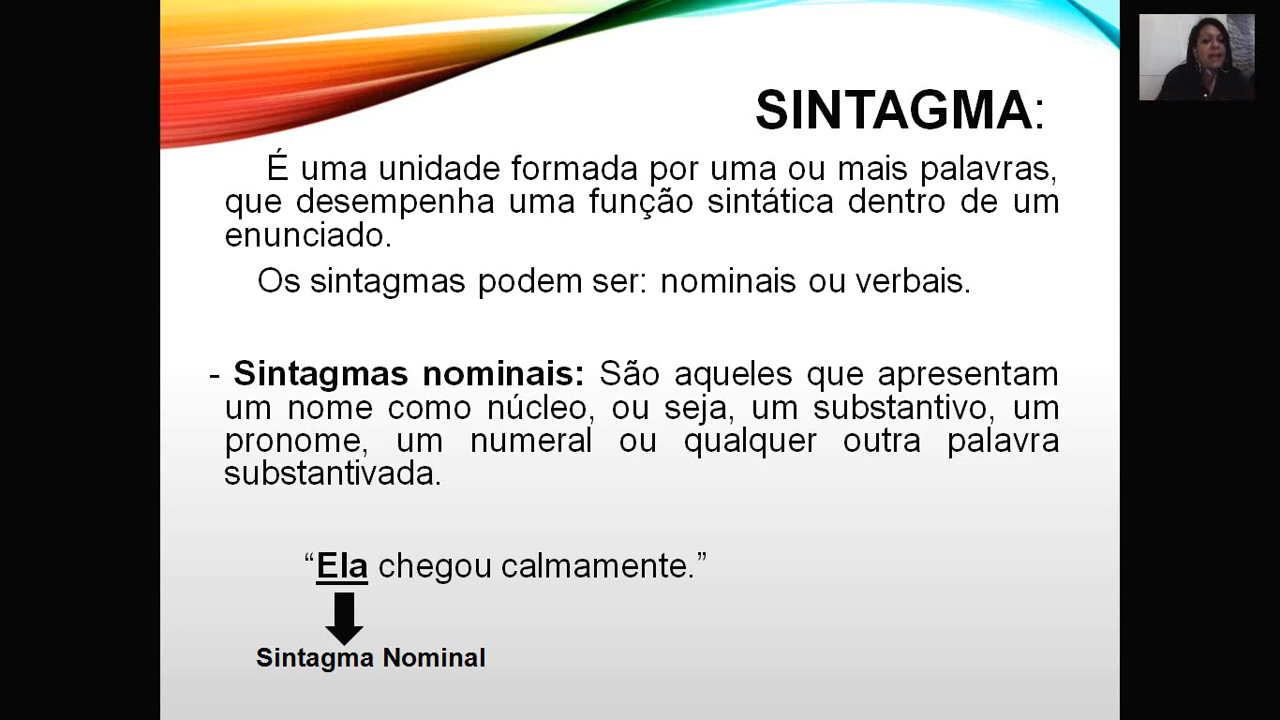 SINTAGMA:
É uma unidade formada por uma ou mais palavras,
que desempenha uma função sintática dentro de um
enunciado.
Os sintagmas podem ser: nominais ou verbais.
- Sintagmas nominais: São aqueles que apresentam
um nome como núcleo, ou seja, um substantivo, um
pronome, um numeral ou qualquer outra palavra
substantivada.
“Ela chegou calmamente.”
Sintagma Nominal